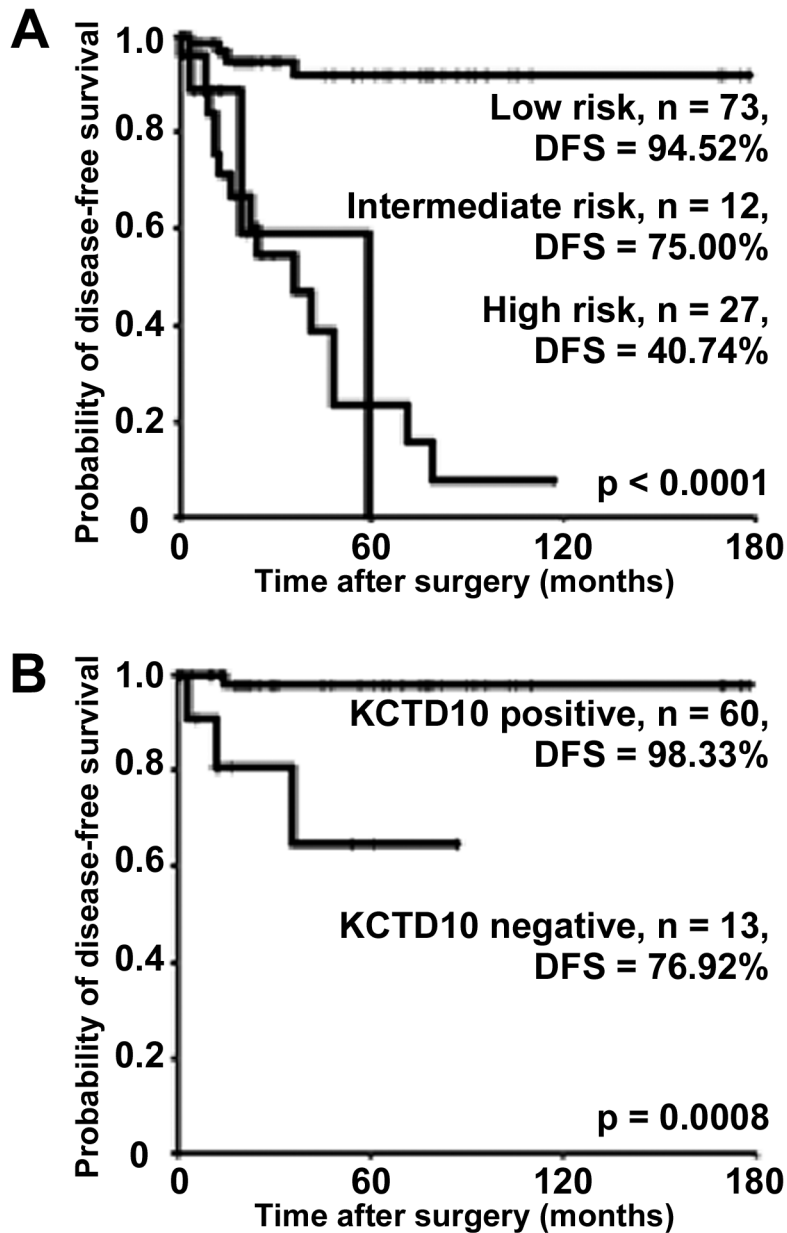 A
Probability of disease-free survival
1.0
0.8
0.6
0.4
0.2
0
Low risk, n = 73,
DFS = 94.52%
Intermediate risk, n = 12,
DFS = 75.00%
High risk, n = 27,
DFS = 40.74%
p < 0.0001
0 60 120 180
Time after surgery (months)
B
Probability of disease-free survival
1.0
0.8
0.6
0.4
0.2
0
KCTD10 positive, n = 60,
DFS = 98.33%
KCTD10 negative, n = 13,
DFS = 76.92%
p = 0.0008
0 60 120 180
Time after surgery (months)